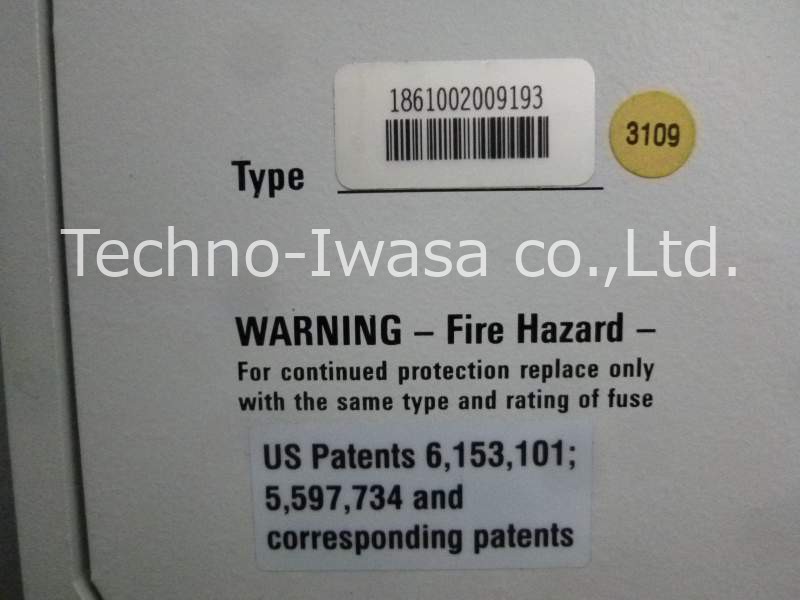 1861002009193
3109
Type
Techno-Iwasa co.,Ltd.
WARNING – Fire Hazard –
For continued protection replace only
with the same type and rating of fuse
US Patents 6,153,101;
5,597,734 and
corresponding patents